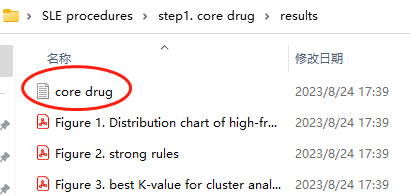 SLE procedures > step1. core drug > results
名称 修改日期
core drug 2023/8/24 17:39
Figure 1. Distribution chart of high-fr... 2023/8/24 17:39
Figure 2. strong rules 2023/8/24 17:39
Figure 3. best K-value for cluster anal... 2023/8/24 17:39